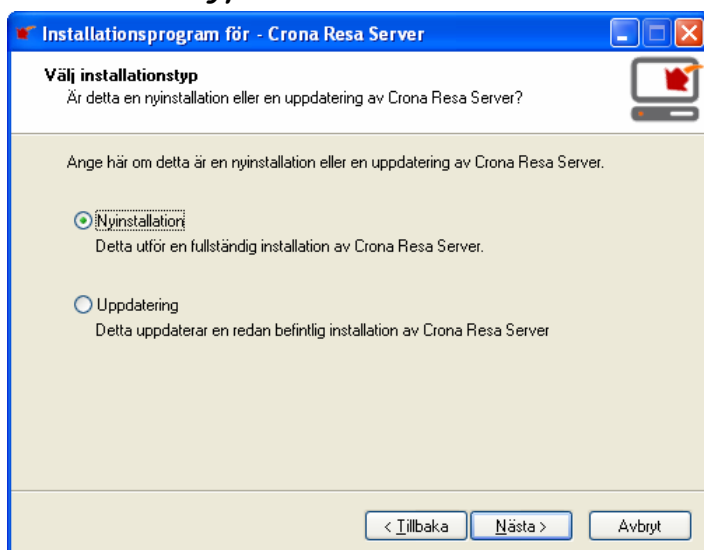 Installationsprogram för - Crona Resa Server
Välj installationstyp
Är detta en nyinstallation eller en uppdatering av Crona Resa Server?
Ange här om detta är en nyinstallation eller en uppdatering av Crona Resa Server.
Nyinstallation
Detta utför en fullständig installation av Crona Resa Server.
Uppdatering
Detta uppdaterar en redan befintlig installation av Crona Resa Server
< Tillbaka Nästa > Avbryt